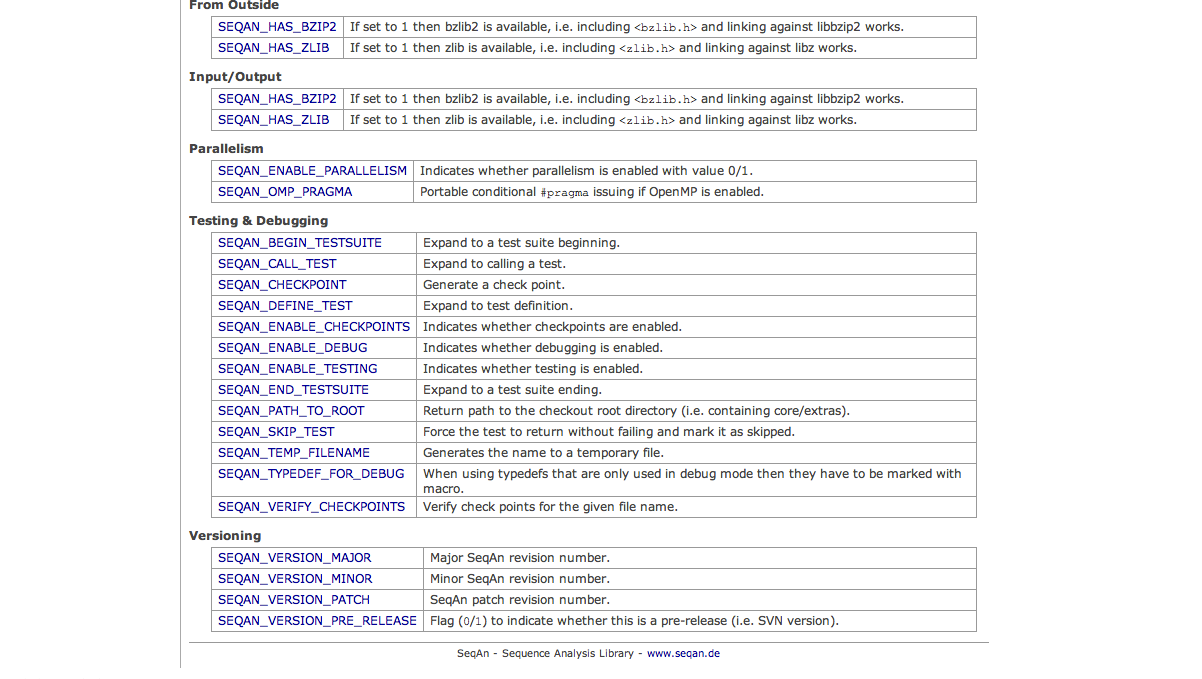 From Outside
SEQAN_HAS_BZIP2 If set to 1 then bzlib2 is available, i.e. including <bzlib.h> and linking against libbzip2 works.
SEQAN_HAS_ZLIB If set to 1 then zlib is available, i.e. including <zlib.h> and linking against libz works.
Input/Output
SEQAN_HAS_BZIP2 If set to 1 then bzlib2 is available, i.e. including <bzlib.h> and linking against libbzip2 works.
SEQAN_HAS_ZLIB If set to 1 then zlib is available, i.e. including <zlib.h> and linking against libz works.
Parallelism
SEQAN_ENABLE_PARALLELISM Indicates whether parallelism is enabled with value 0/1.
SEQAN_OMP_PRAGMA Portable conditional #pragma issuing if OpenMP is enabled.
Testing & Debugging
SEQAN_BEGIN_TESTSUITE Expand to a test suite beginning.
SEQAN_CALL_TEST Expand to calling a test.
SEQAN_CHECKPOINT Generate a check point.
SEQAN_DEFINE_TEST Expand to test definition.
SEQAN_ENABLE_CHECKPOINTS Indicates whether checkpoints are enabled.
SEQAN_ENABLE_DEBUG Indicates whether debugging is enabled.
SEQAN_ENABLE_TESTING Indicates whether testing is enabled.
SEQAN_END_TESTSUITE Expand to a test suite ending.
SEQAN_PATH_TO_ROOT Return path to the checkout root directory (i.e. containing core/extras).
SEQAN_SKIP_TEST Force the test to return without failing and mark it as skipped.
SEQAN_TEMP_FILENAME Generates the name to a temporary file.
SEQAN_TYPEDEF_FOR_DEBUG When using typedefs that are only used in debug mode then they have to be marked with
macro.
SEQAN_VERIFY_CHECKPOINTS Verify check points for the given file name.
Versioning
SEQAN_VERSION_MAJOR Major SeqAn revision number.
SEQAN_VERSION_MINOR Minor SeqAn revision number.
SEQAN_VERSION_PATCH SeqAn patch revision number.
SEQAN_VERSION_PRE_RELEASE Flag (0/1) to indicate whether this is a pre-release (i.e. SVN version).
SeqAn - Sequence Analysis Library - www.seqan.de